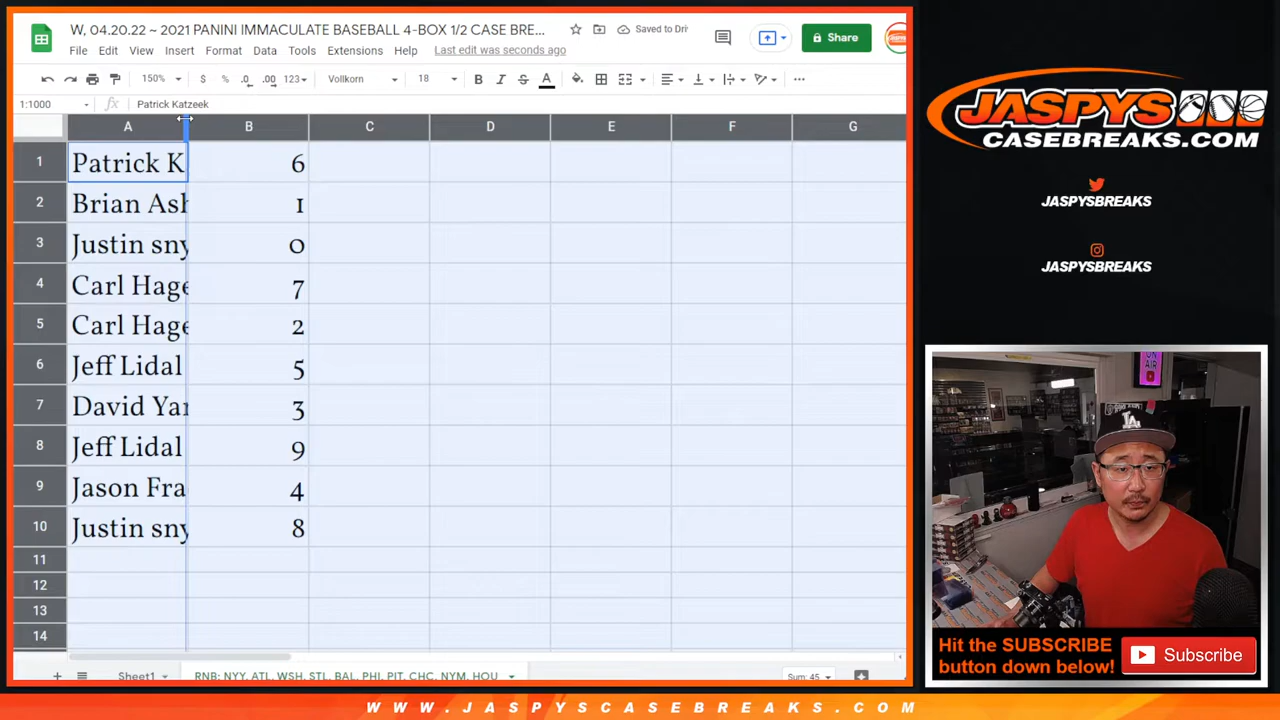 W, 04.20.22 ~ 2021 PANINI IMMACULATE BASEBALL 4-BOX 1/2 CASE BRE...
Saved to Dri
Share
File Edit View Insert Format Data Tools Extensions Help Last edit was seconds ago
150% $ % .0 .00 123 Vollkorn 18 B I S A
1:1000 fx Patrick Katzeek
A B C D E F G
1 Patrick K 6
2 Brian Ash 1
3 Justin sny 0
4 Carl Hage 7
5 Carl Hage 2
6 Jeff Lidal 5
7 David Yar 3
8 Jeff Lidal 9
9 Jason Fra 4
10 Justin sny 8
11
12
13
14
+ Sheet1 RNB: NYY, ATL, WSH, STL, BAL, PHI, PIT, CHC, NYM, HOU Sum: 45
JASPYS
CASEBREAKS.COM
JASPYSBREAKS
JASPYSBREAKS
ON
AIR
LA
Hit the SUBSCRIBE
button down below!
Subscribe
WWW.JASPYSCASEBREAKS.COM